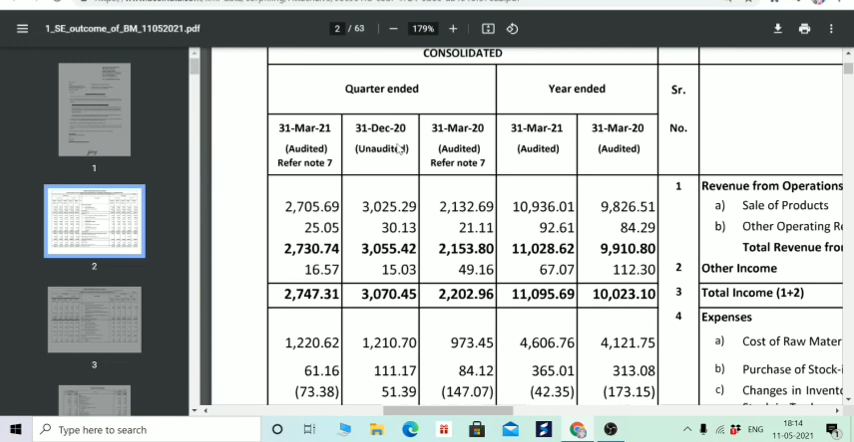 1_SE_outcome_of_BM_11052021.pdf
2 / 63
179%
CONSOLIDATED
Quarter ended Year ended Sr.
31-Mar-21 31-Dec-20 31-Mar-20 31-Mar-21 31-Mar-20 No.
(Audited) (Unaudited) (Audited) (Audited) (Audited)
Refer note 7 Refer note 7
1 Revenue from Operations
2,705.69 3,025.29 2,132.69 10,936.01 9,826.51 a) Sale of Products
25.05 30.13 21.11 92.61 84.29 b) Other Operating
2,730.74 3,055.42 2,153.80 11,028.62 9,910.80 Total Revenue
16.57 15.03 49.16 67.07 112.30 2 Other Income
2,747.31 3,070.45 2,202.96 11,095.69 10,023.10 3 Total Income (1+2)
4 Expenses
1,220.62 1,210.70 973.45 4,606.76 4,121.75 a) Cost of Raw
61.16 111.17 84.12 365.01 313.08 b) Purchase of
(73.38) 51.39 (147.07) (42.35) (173.15) c) Changes in
1
2
3
Type here to search
ENG
18:14
11-05-2021